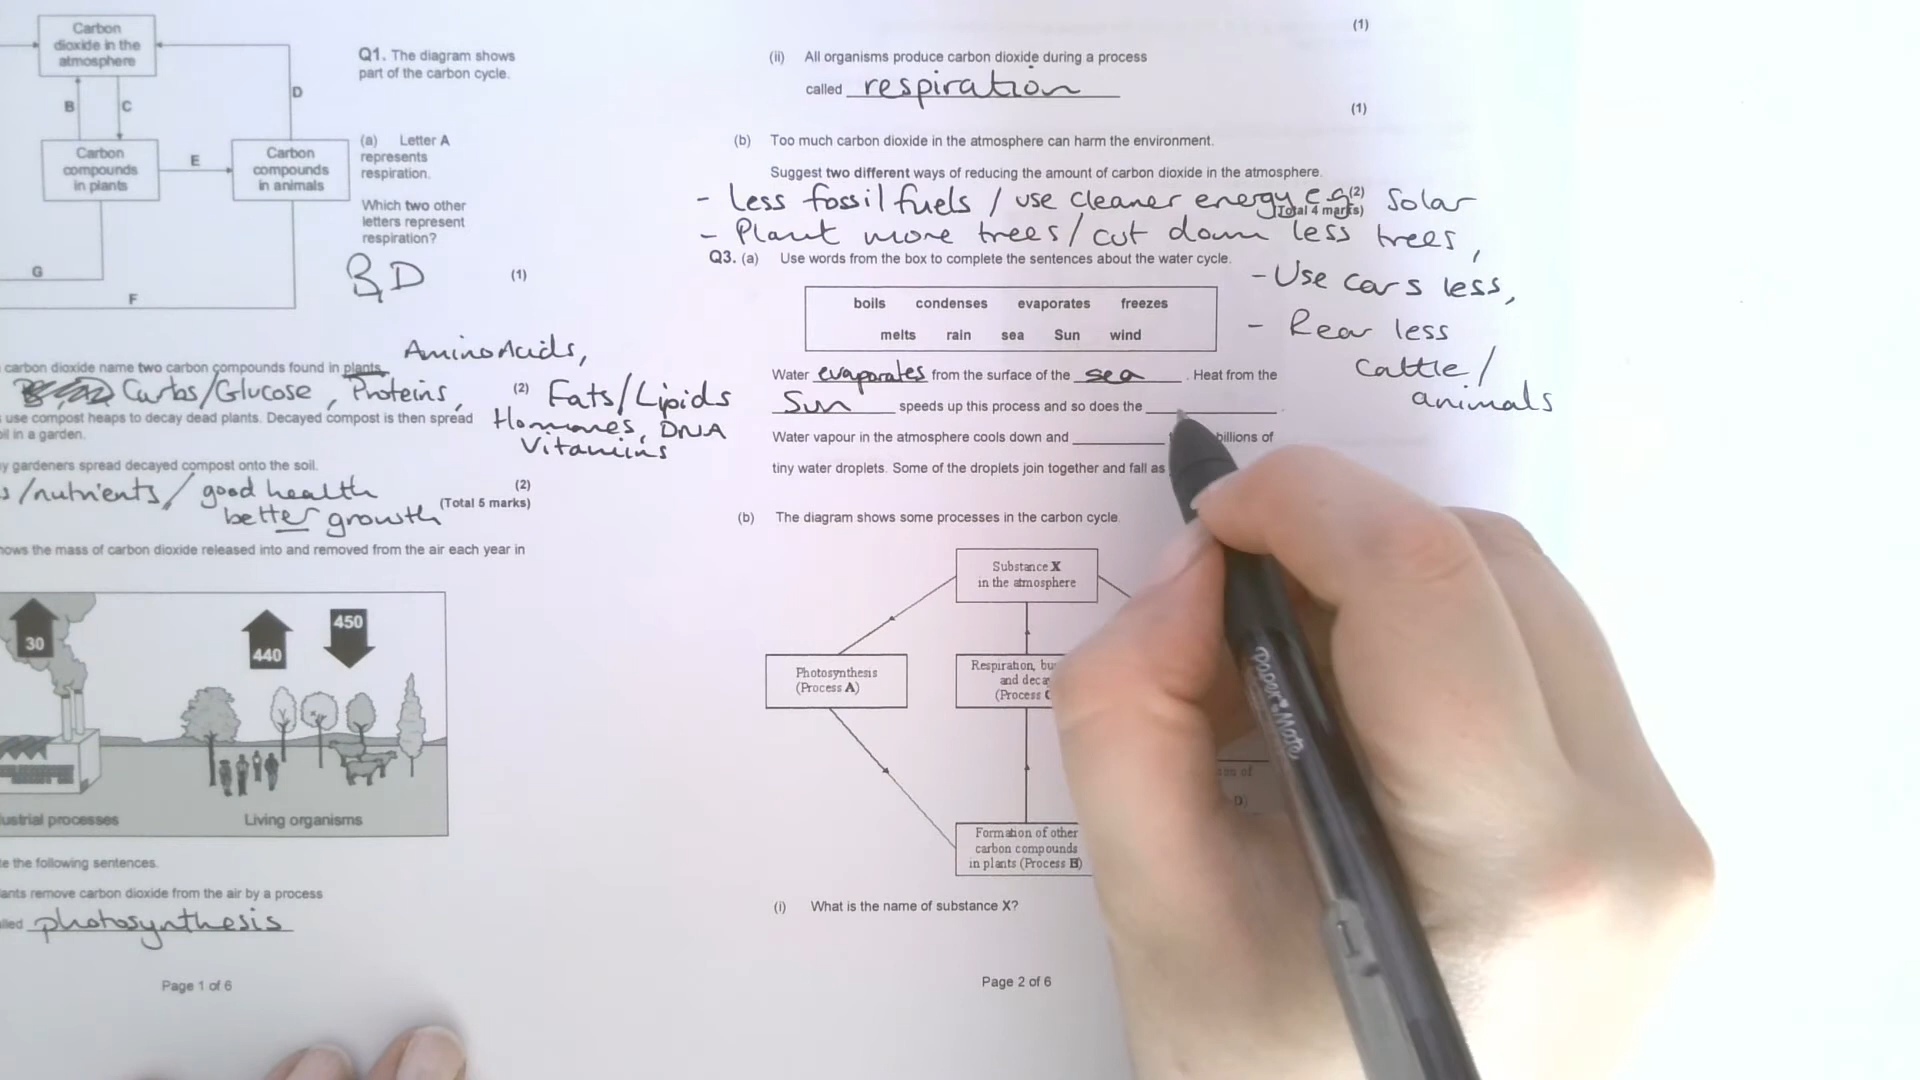 Carbon
dioxide in the
atmosphere
B
C
D
Carbon
compounds
in plants
E
Carbon
compounds
in animals
G
F
Q1. The diagram shows
part of the carbon cycle.
(a) Letter A
represents
respiration.
Which two other
letters represent
respiration?
B, D
(1)
carbon dioxide name two carbon compounds found in plants
Amino Acids,
Carbs/Glucose, Proteins,
(2)
Fats/Lipids
Hormones, DNA
Vitamins
use compost heaps to decay dead plants. Decayed compost is then spread
in a garden.
gardeners spread decayed compost onto the soil.
/nutrients/good health
better growth
(2)
(Total 5 marks)
the mass of carbon dioxide released into and removed from the air each year in
30
440
450
processes
Living organisms
the following sentences.
remove carbon dioxide from the air by a process
photosynthesis
Page 1 of 6
(1)
(ii) All organisms produce carbon dioxide during a process
called respiration
(1)
(b) Too much carbon dioxide in the atmosphere can harm the environment.
Suggest two different ways of reducing the amount of carbon dioxide in the atmosphere.
(2)
(Total 4 marks)
- Less fossil fuels / use cleaner energy e.g. Solar
- Plant more trees/cut down less trees,
- Use cars less,
- Rear less
cattle/
animals
Q3. (a) Use words from the box to complete the sentences about the water cycle.
boils condenses evaporates freezes
melts rain sea Sun wind
Water evaporates from the surface of the sea. Heat from the
Sun speeds up this process and so does the
Water vapour in the atmosphere cools down and billions of
tiny water droplets. Some of the droplets join together and fall as
(b) The diagram shows some processes in the carbon cycle
Substance X
in the atmosphere
Photosynthesis
(Process A)
Respiration,
and
(Process
Formation of other
carbon compounds
in plants (Process B)
(i) What is the name of substance X?
Page 2 of 6
Paper Mate